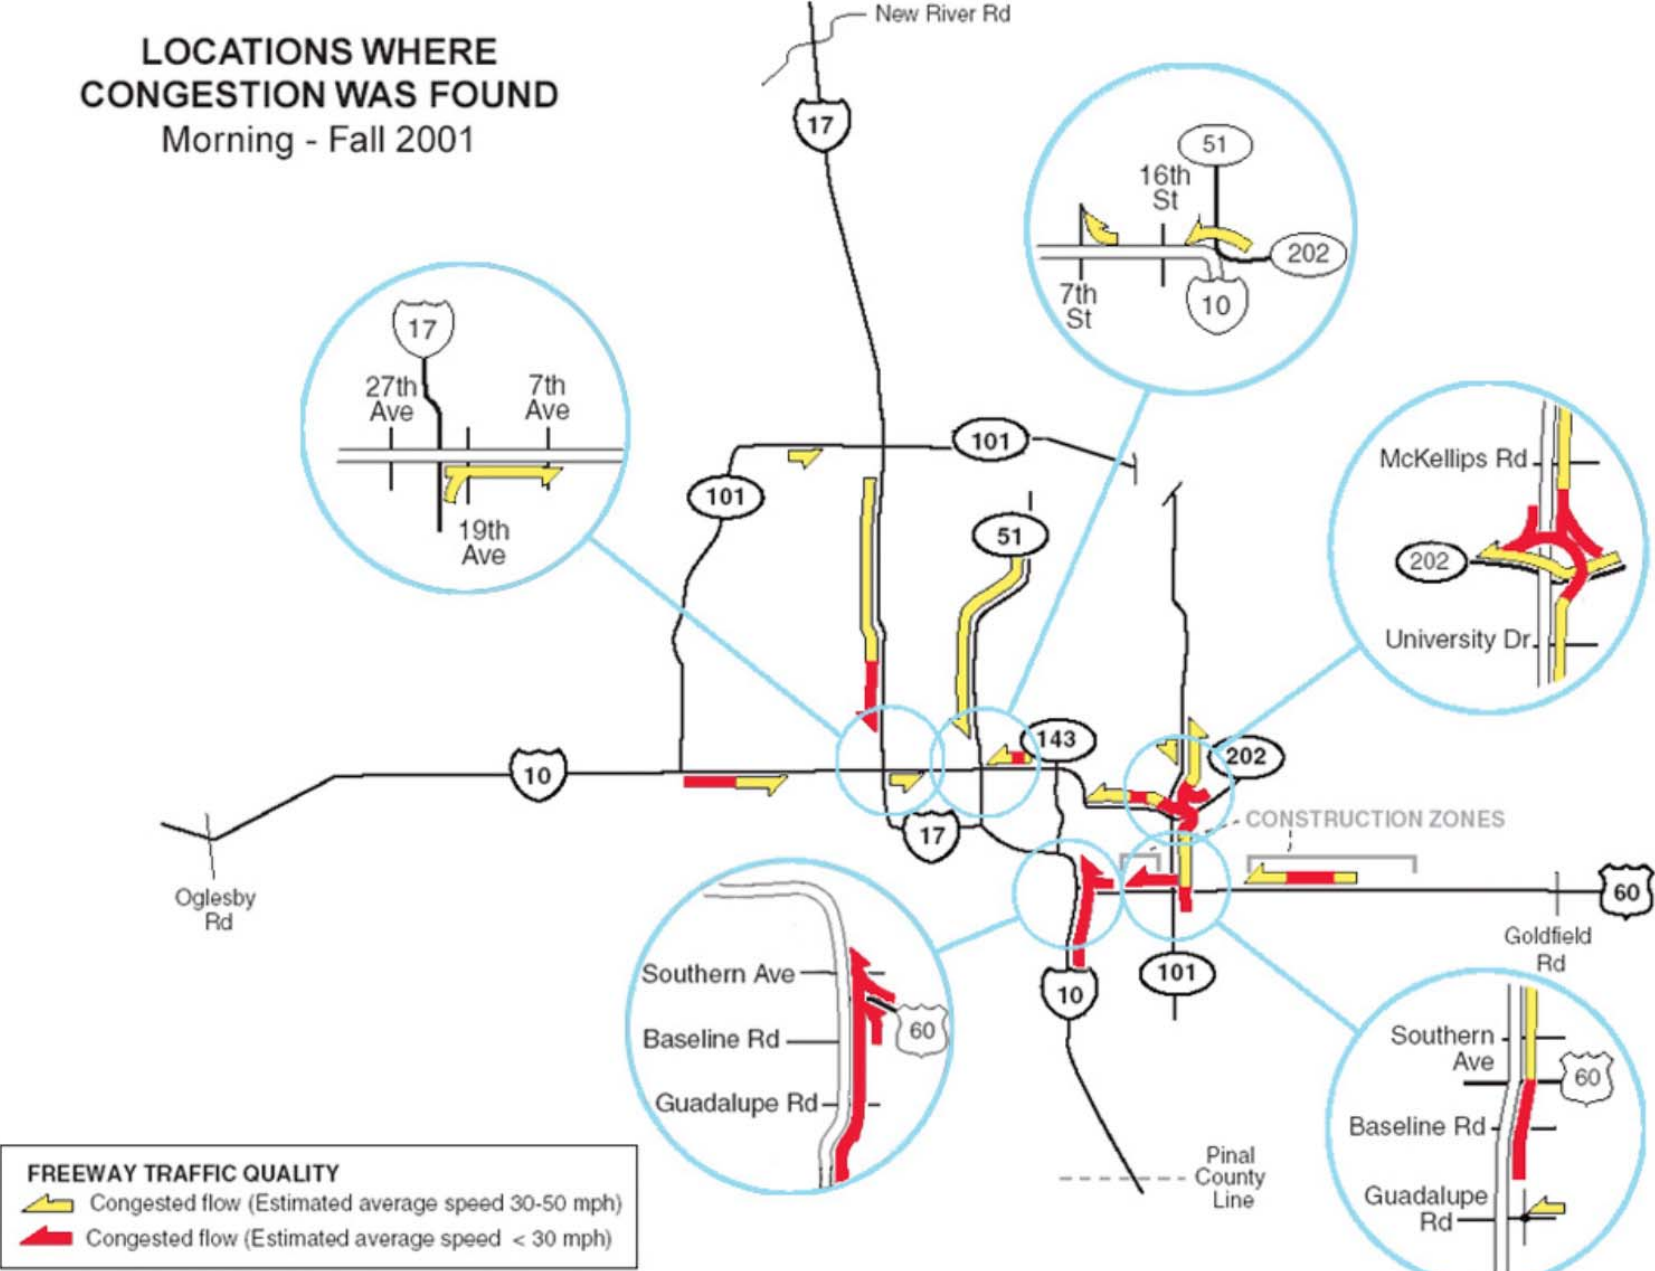 LOCATIONS WHERE
CONGESTION WAS FOUND
Morning - Fall 2001
New River Rd
17
51
16th
St
202
7th
St
10
17
27th
Ave
7th
Ave
19th
Ave
101
101
51
McKellips Rd
202
University Dr
143
202
10
17
CONSTRUCTION ZONES
60
Oglesby
Rd
Goldfield
Rd
101
10
Southern Ave
60
Baseline Rd
Guadalupe Rd
Southern
Ave
60
Baseline Rd
Guadalupe
Rd
Pinal
County
Line
FREEWAY TRAFFIC QUALITY
Congested flow (Estimated average speed 30-50 mph)
Congested flow (Estimated average speed < 30 mph)